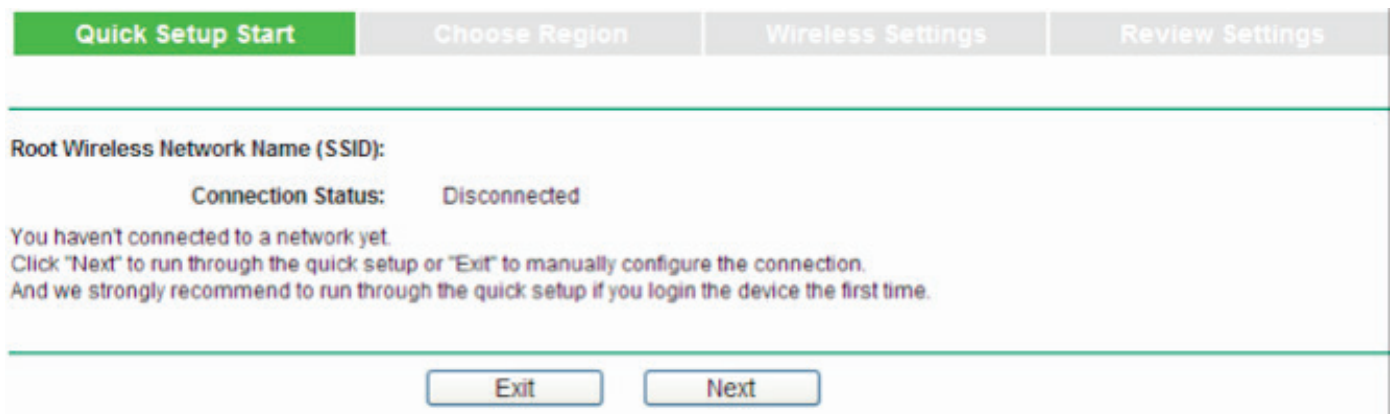 Quick Setup Start
Choose Region
Wireless Settings
Review Settings
Root Wireless Network Name (SSID):
Connection Status: Disconnected
You haven't connected to a network yet.
Click "Next" to run through the quick setup or "Exit" to manually configure the connection.
And we strongly recommend to run through the quick setup if you login the device the first time.
Exit
Next